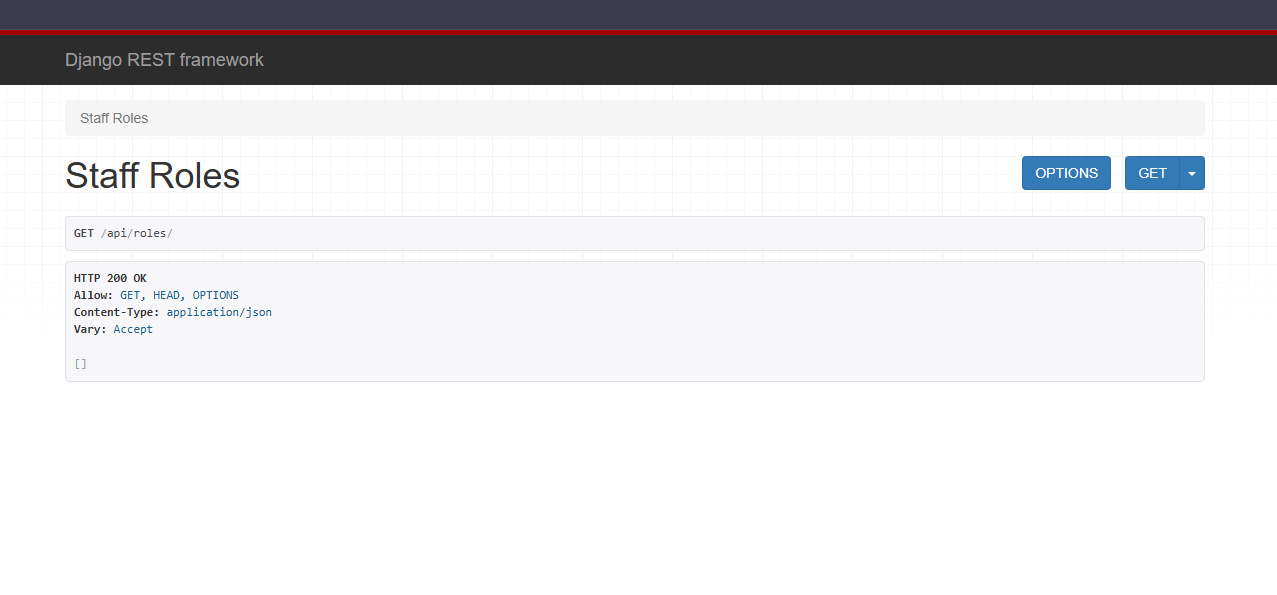 Django REST framework
Staff Roles
Staff Roles
OPTIONS GET
GET /api/roles/
HTTP 200 OK
Allow: GET, HEAD, OPTIONS
Content-Type: application/json
Vary: Accept
[]